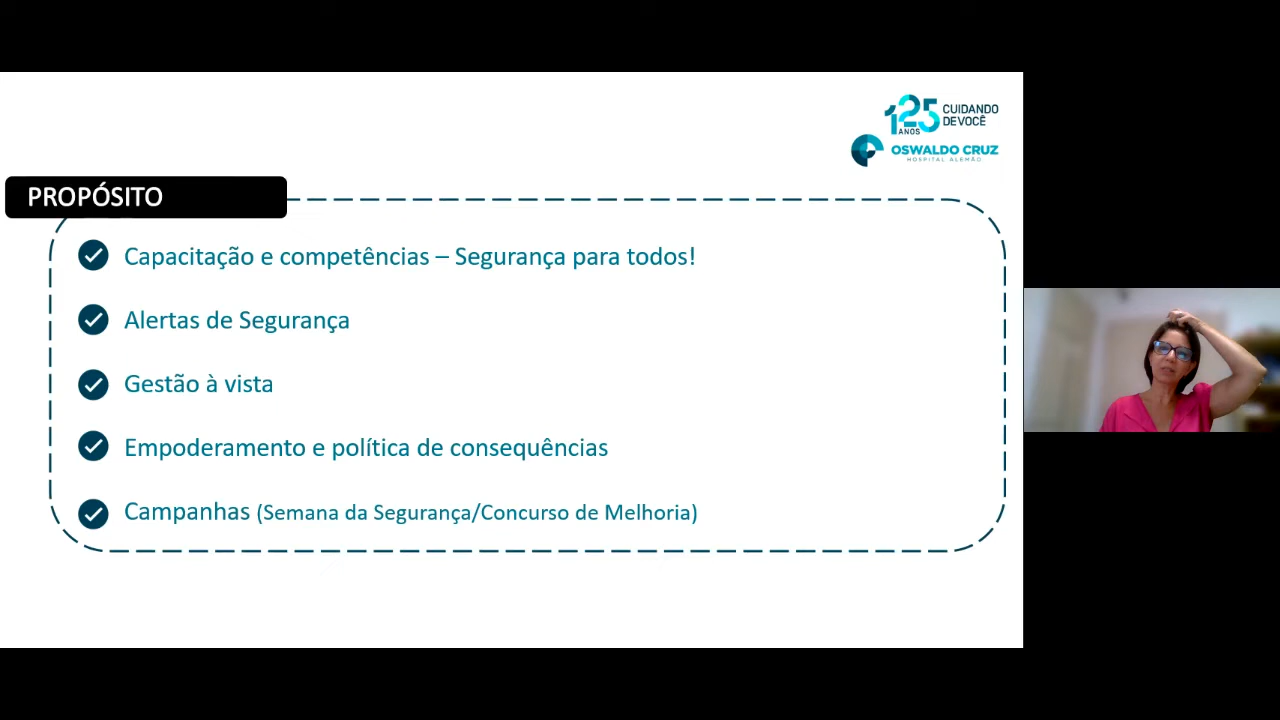 125 CUIDANDO
ANOS DE VOCÊ
OSWALDO CRUZ
HOSPITAL ALEMÃO
PROPÓSITO
Capacitação e competências – Segurança para todos!
Alertas de Segurança
Gestão à vista
Empoderamento e política de consequências
Campanhas (Semana da Segurança/Concurso de Melhoria)